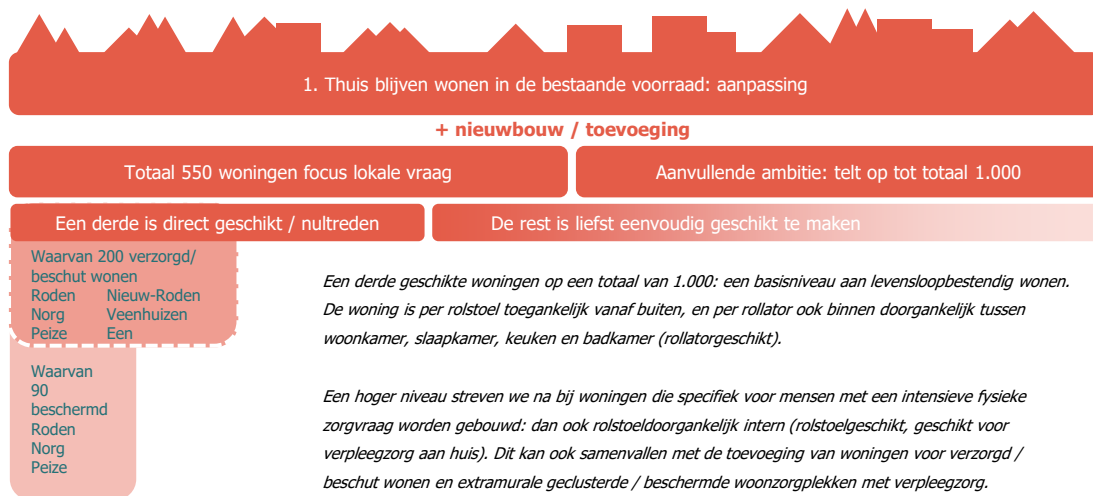 1. Thuis blijven wonen in de bestaande voorraad: aanpassing
+ nieuwbouw / toevoeging
Totaal 550 woningen focus lokale vraag
Aanvullende ambitie: telt op tot totaal 1.000
Een derde is direct geschikt / nultreden
De rest is liefst eenvoudig geschikt te maken
Waarvan 200 verzorgd/
beschut wonen
Roden Nieuw-Roden
Norg Veenhuizen
Peize Een
Waarvan
90
beschermd
Roden
Norg
Peize
Een derde geschikte woningen op een totaal van 1.000: een basisniveau aan levensloopbestendig wonen.
De woning is per rolstoel toegankelijk vanaf buiten, en per rollator ook binnen doorgankelijk tussen
woonkamer, slaapkamer, keuken en badkamer (rollatorgeschikt).
Een hoger niveau streven we na bij woningen die specifiek voor mensen met een intensieve fysieke
zorgvraag worden gebouwd: dan ook rolstoeldoorgankelijk intern (rolstoelgeschikt, geschikt voor
verpleegzorg aan huis). Dit kan ook samenvallen met de toevoeging van woningen voor verzorgd /
beschut wonen en extramurale geclusterde / beschermde woonzorgplekken met verpleegzorg.